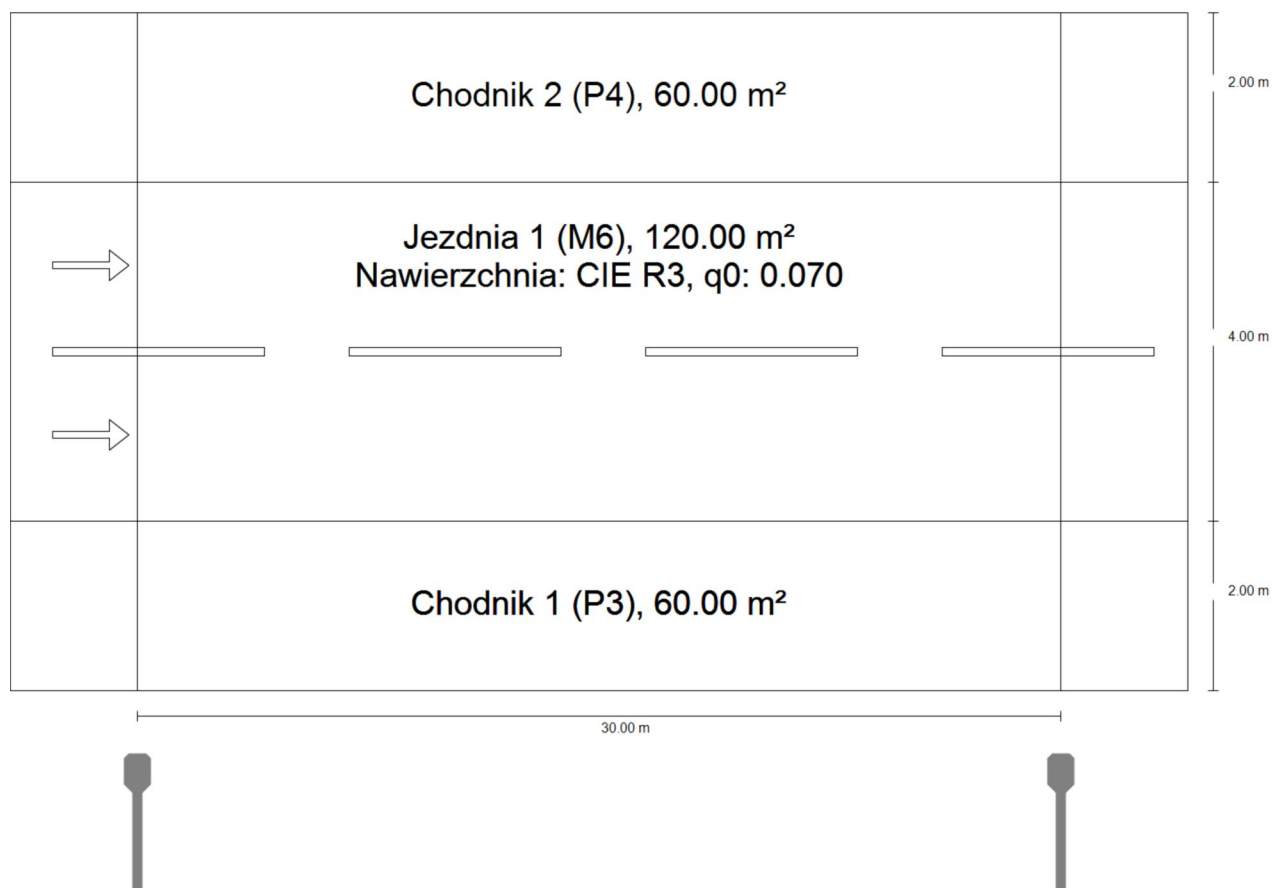 Chodnik 2 (P4), 60.00 m²
2.00 m
Jezdnia 1 (M6), 120.00 m²
Nawierzchnia: CIE R3, q0: 0.070
4.00 m
Chodnik 1 (P3), 60.00 m²
2.00 m
30.00 m